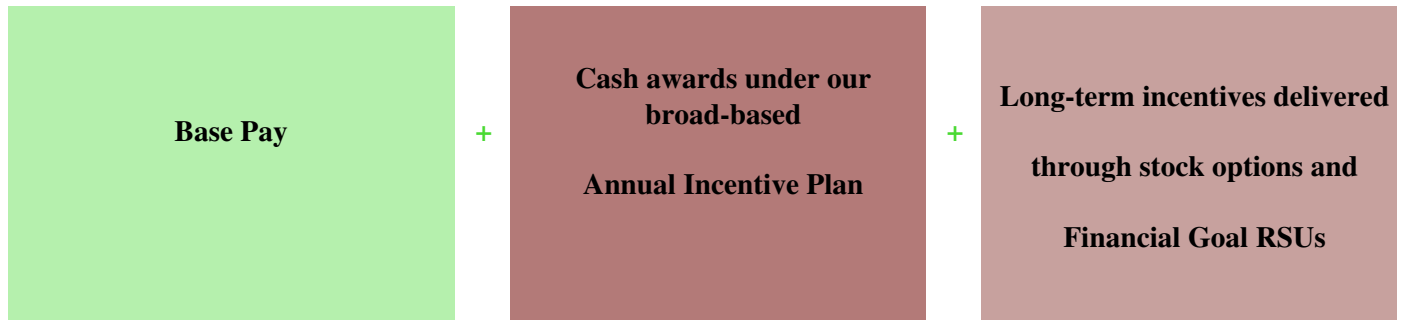 Base Pay
+
Cash awards under our
broad-based
Annual Incentive Plan
+
Long-term incentives delivered
through stock options and
Financial Goal RSUs